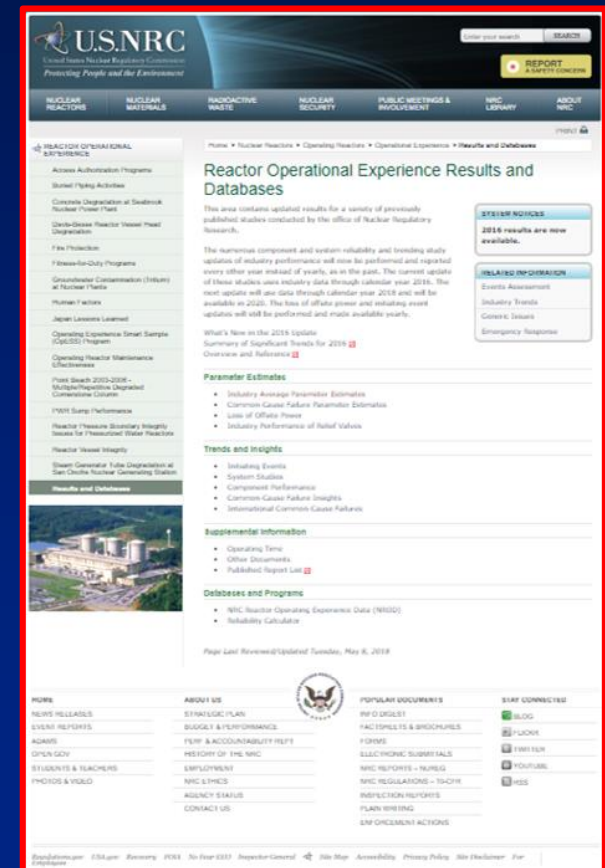 U.S.NRC
United States Nuclear Regulatory Commission
Protecting People and the Environment
Enter your search SEARCH
REPORT
A SAFETY CONCERN
NUCLEAR REACTORS
NUCLEAR MATERIALS
RADIOACTIVE WASTE
NUCLEAR SECURITY
PUBLIC MEETINGS & INVOLVEMENT
NRC LIBRARY
ABOUT NRC
PRINT
REACTOR OPERATIONAL
EXPERIENCE
Access Authorization Programs
Buried Piping Activities
Concrete Degradation at Seabrook
Nuclear Power Plant
Davis-Besse Reactor Vessel Head
Degradation
Fire Protection
Fitness-for-Duty Programs
Groundwater Contamination (Tritium)
at Nuclear Plants
Human Factors
Japan Lessons Learned
Operating Experience Smart Sample
(OpESS) Program
Operating Reactor Maintenance
Effectiveness
Point Beach 2003-2006 -
Multiple/Repetitive Degraded
Cornerstone Column
PWR Sump Performance
Reactor Pressure Boundary Integrity
Issues for Pressurized Water Reactors
Reactor Vessel Integrity
Steam Generator Tube Degradation at
San Onofre Nuclear Generating Station
Results and Databases
Home > Nuclear Reactors > Operating Reactors > Operational Experience > Results and Databases
Reactor Operational Experience Results and
Databases
This area contains updated results for a variety of previously
published studies conducted by the office of Nuclear Regulatory
Research.
The numerous component and system reliability and trending study
updates of industry performance will now be performed and reported
every other year instead of yearly, as in the past. The current update
of these studies uses industry data through calendar year 2016. The
next update will use data through calendar year 2018 and will be
available in 2020. The loss of offsite power and initiating event
updates will still be performed and made available yearly.
What's New in the 2016 Update
Summary of Significant Trends for 2016
Overview and Reference
SYSTEM NOTICES
2016 results are now
available.
RELATED INFORMATION
Events Assessment
Industry Trends
Generic Issues
Emergency Response
Parameter Estimates
• Industry Average Parameter Estimates
• Common-Cause Failure Parameter Estimates
• Loss of Offsite Power
• Industry Performance of Relief Valves
Trends and Insights
• Initiating Events
• System Studies
• Component Performance
• Common-Cause Failure Insights
• International Common-Cause Failures
Supplemental Information
• Operating Time
• Other Documents
• Published Report List
Databases and Programs
• NRC Reactor Operating Experience Data (NROD)
• Reliability Calculator
Page Last Reviewed/Updated Tuesday, May 8, 2018
HOME
NEWS RELEASES
EVENT REPORTS
ADAMS
OPEN GOV
STUDENTS & TEACHERS
PHOTOS & VIDEO
ABOUT US
STRATEGIC PLAN
BUDGET & PERFORMANCE
PERF & ACCOUNTABILITY REPT
HISTORY OF THE NRC
EMPLOYMENT
NRC ETHICS
AGENCY STATUS
CONTACT US
POPULAR DOCUMENTS
INFO DIGEST
FACTSHEETS & BROCHURES
FORMS
ELECTRONIC SUBMITTALS
NRC REPORTS – NUREG
NRC REGULATIONS – 10-CFR
INSPECTION REPORTS
PLAIN WRITING
ENFORCEMENT ACTIONS
STAY CONNECTED
BLOG
FLICKR
TWITTER
YOUTUBE
RSS
Regulations.gov USA.gov Recovery FOIA No Fear EEO Inspector General Site Map Accessibility Privacy Policy Site Disclaimer For
Employees